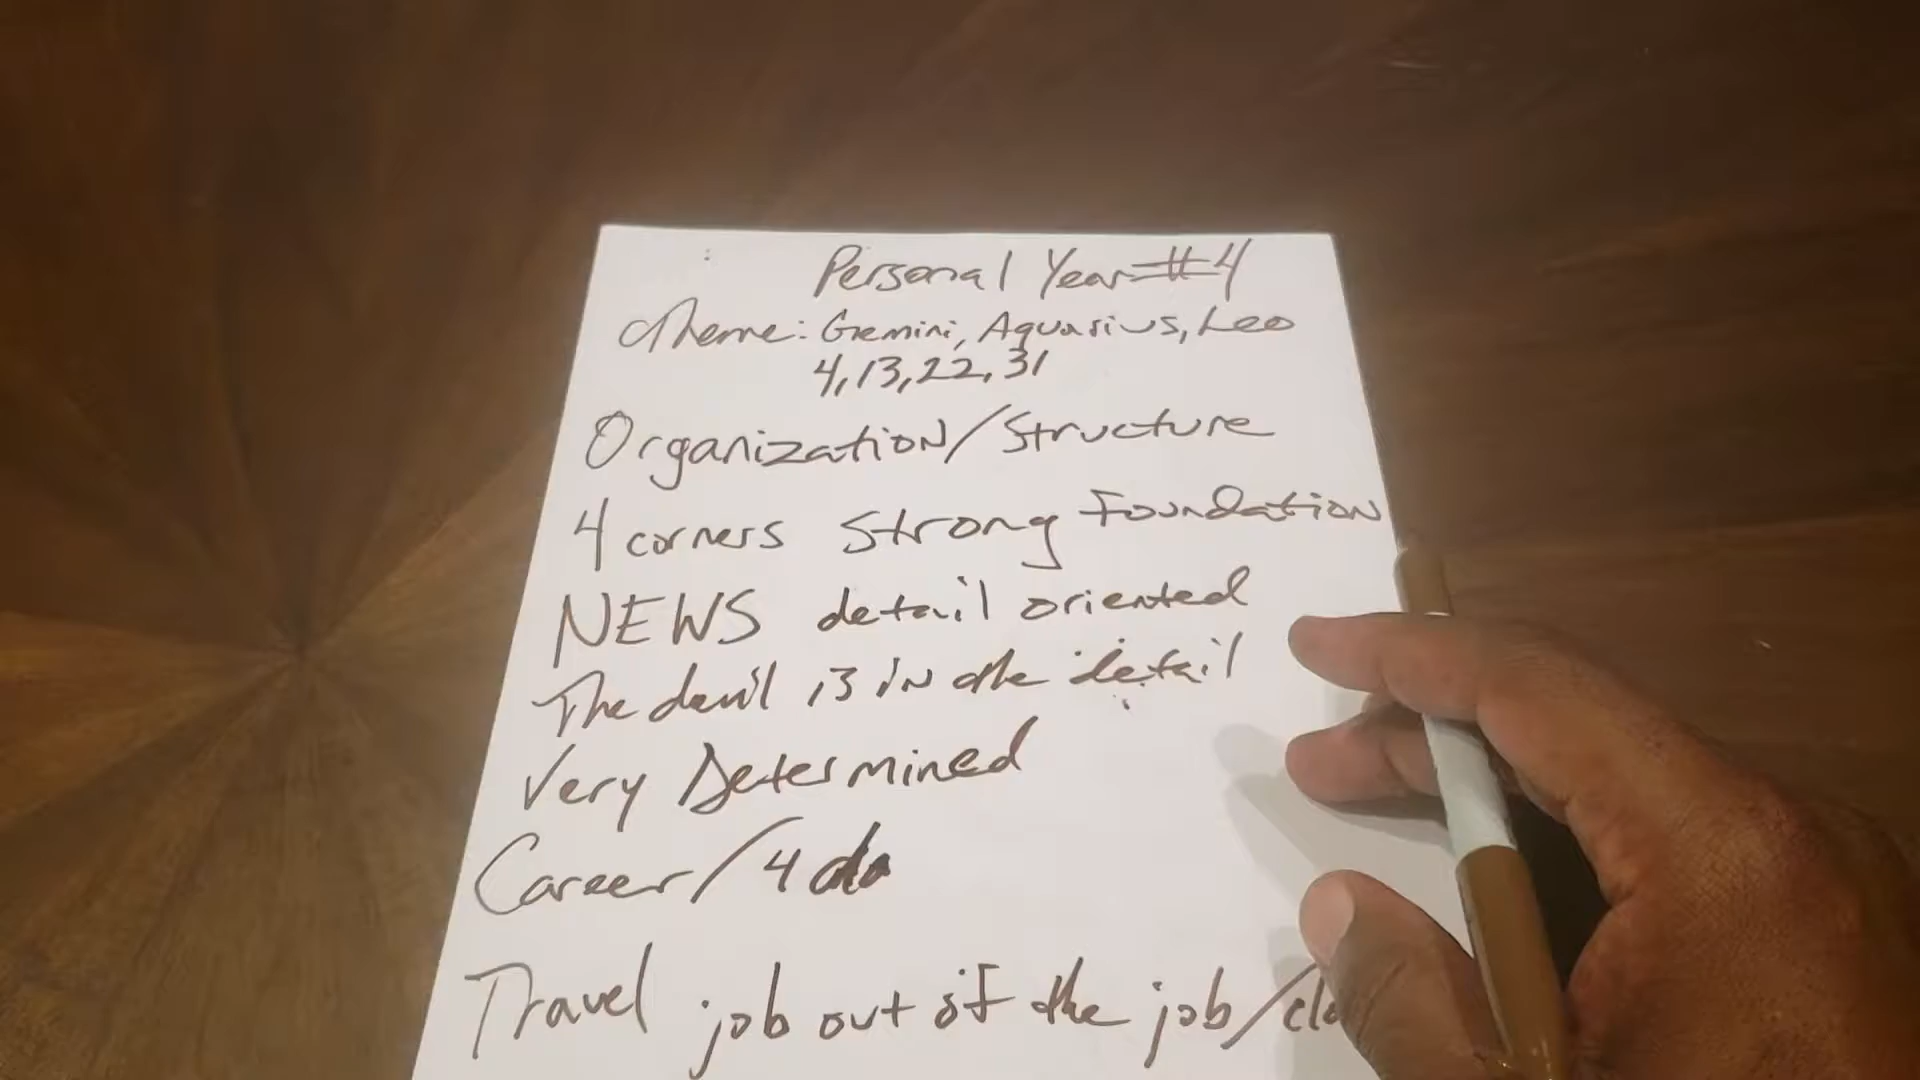 Personal Year #4
Theme: Gemini, Aquarius, Leo
4, 13, 22, 31
Organization/Structure
4 corners Strong Foundation
NEWS detail oriented
The devil is in the detail
Very Determined
Career/4
Travel job out of the job/